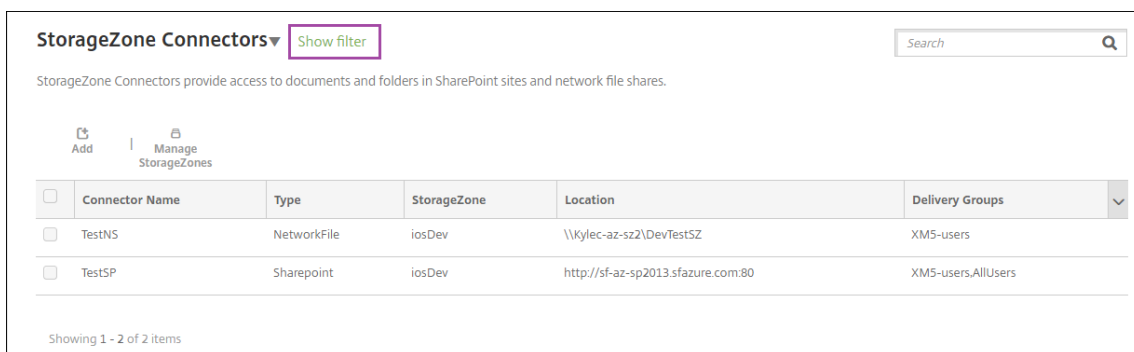 StorageZone Connectors▼ Show filter
Search
StorageZone Connectors provide access to documents and folders in SharePoint sites and network file shares.
Add | Manage StorageZones
Connector Name Type StorageZone Location Delivery Groups
TestNS NetworkFile iosDev \\Kylec-az-sz2\DevTestSZ XM5-users
TestSP Sharepoint iosDev http://sf-az-sp2013.sfazure.com:80 XM5-users,AllUsers
Showing 1 - 2 of 2 items